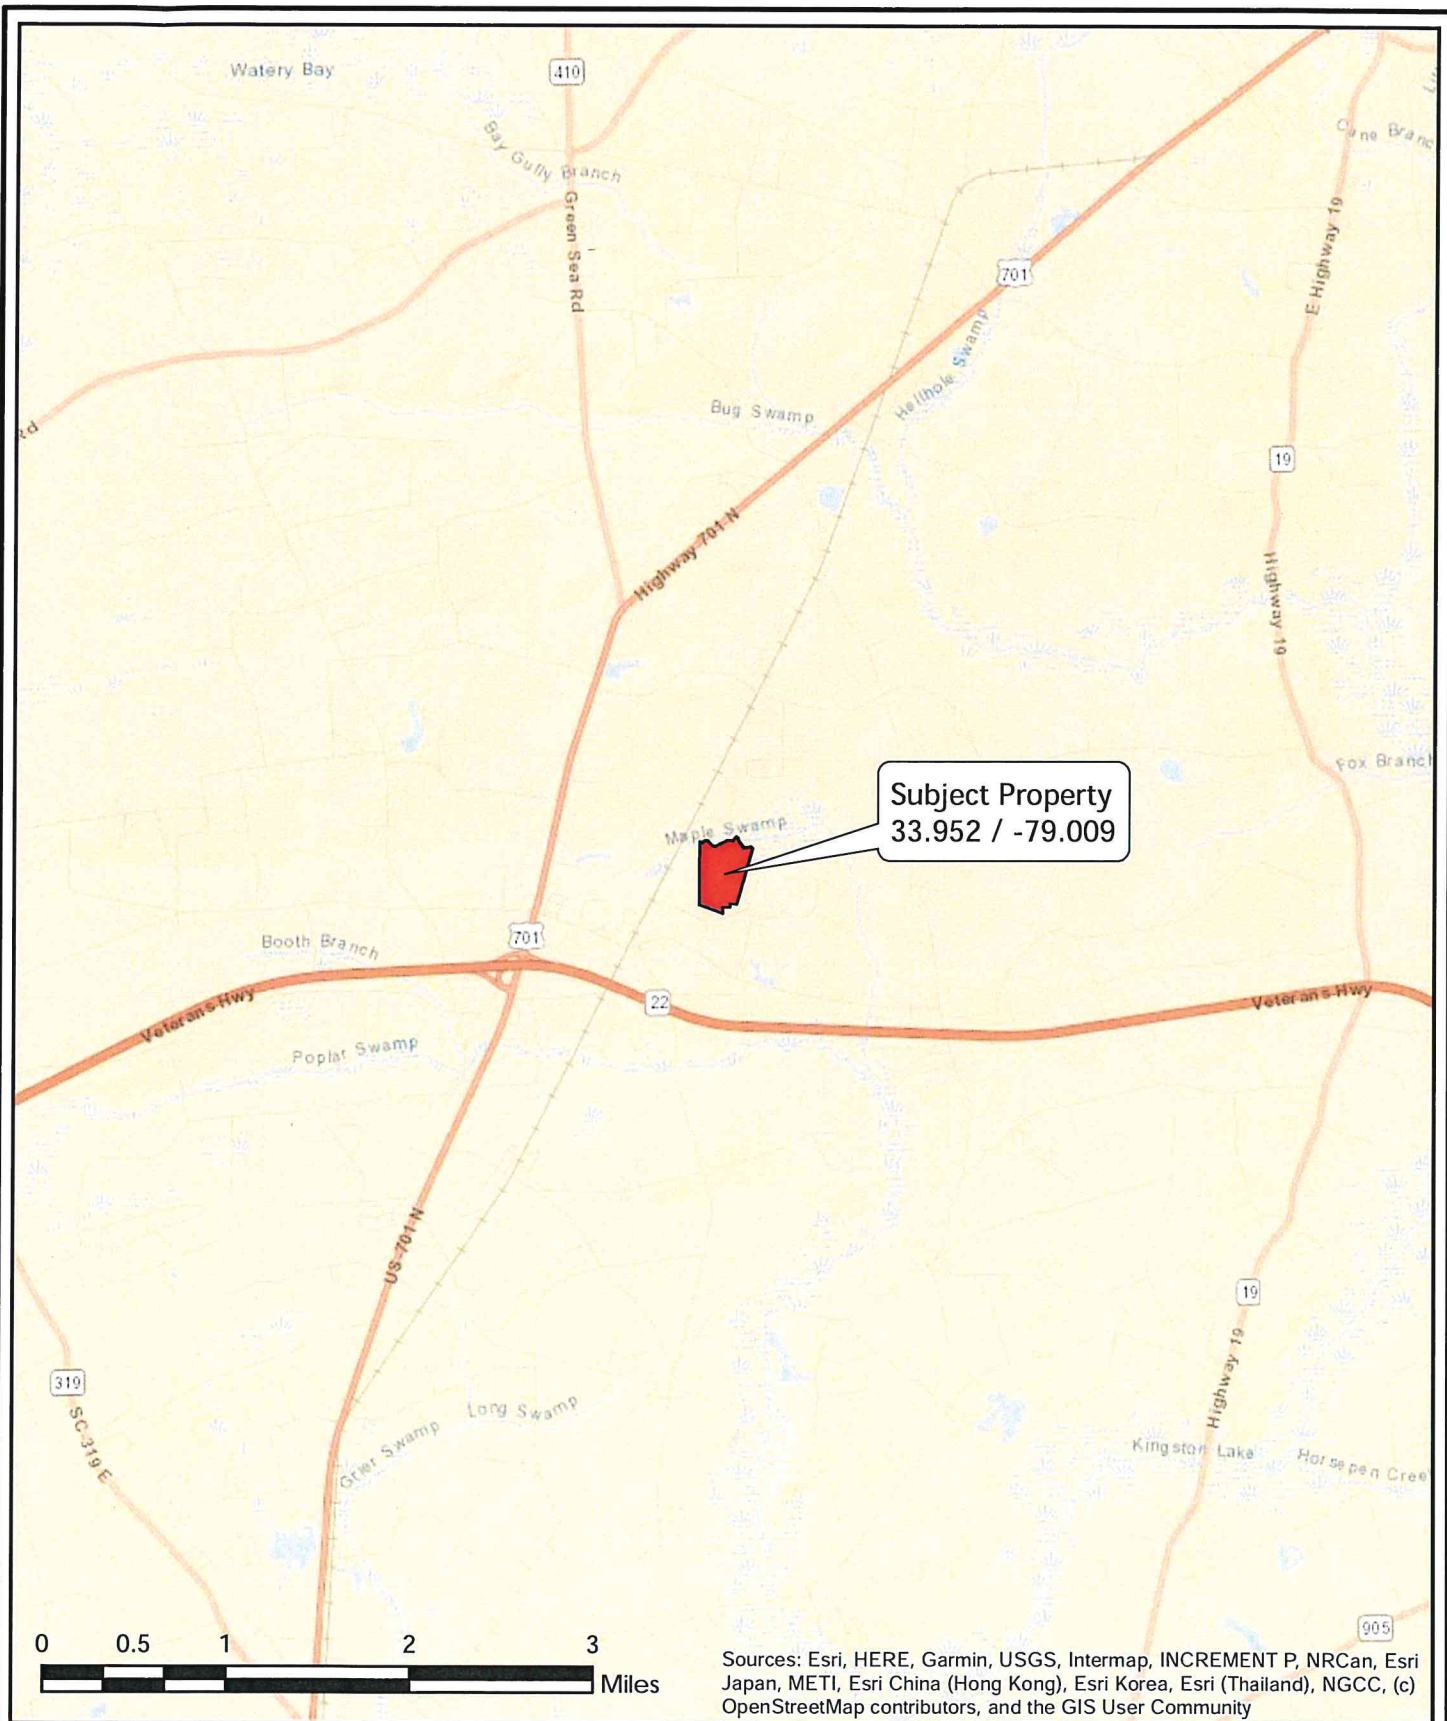 Watery Bay
410
Bay Gully Branch
Cane Branc
Green Sea Rd
E Highway 19
701
Hellhole Swamp
Bug Swamp
Rd
19
Highway 701 N
Highway 19
Fox Branch
Subject Property
33.952 / -79.009
Maple Swamp
701
Booth Branch
22
Veterans Hwy
Veterans Hwy
Poplar Swamp
US 701 N
19
319
Highway 19
SC-319 E
Long Swamp
Grier Swamp
Kingston Lake
Horsepen Cree
905
0 0.5 1 2 3
Miles
Sources: Esri, HERE, Garmin, USGS, Intermap, INCREMENT P, NRCan, Esri
Japan, METI, Esri China (Hong Kong), Esri Korea, Esri (Thailand), NGCC, (c)
OpenStreetMap contributors, and the GIS User Community